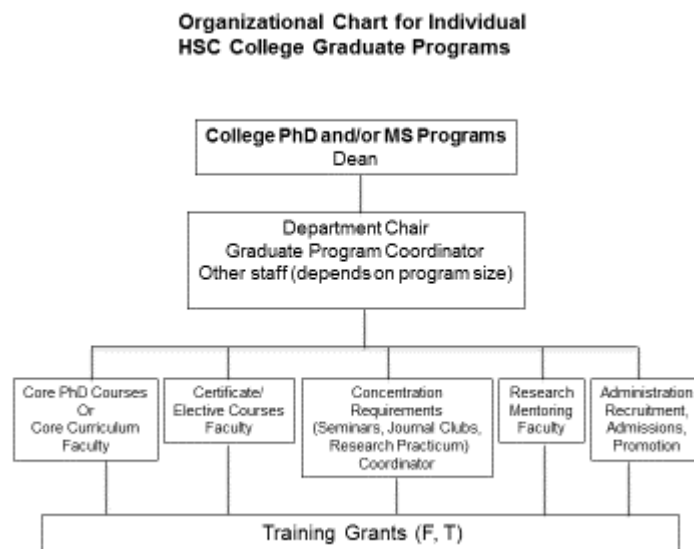 Organizational Chart for Individual
HSC College Graduate Programs
College PhD and/or MS Programs
Dean
Department Chair
Graduate Program Coordinator
Other staff (depends on program size)
Core PhD Courses
Or
Core Curriculum
Faculty
Certificate/
Elective Courses
Faculty
Concentration
Requirements
(Seminars, Journal Clubs,
Research Practicum)
Coordinator
Research
Mentoring
Faculty
Administration
Recruitment,
Admissions,
Promotion
Training Grants (F, T)